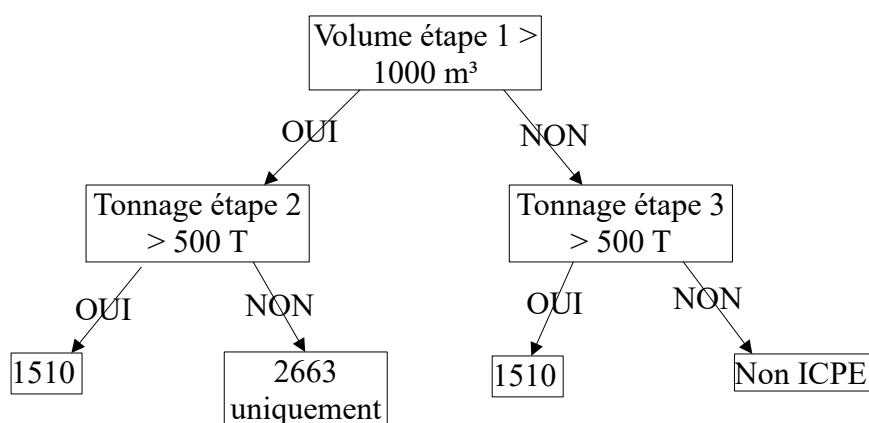 Volume étape 1 >
1000 m³
OUI
NON
Tonnage étape 2
> 500 T
Tonnage étape 3
> 500 T
OUI
NON
OUI
NON
1510
2663
uniquement
1510
Non ICPE